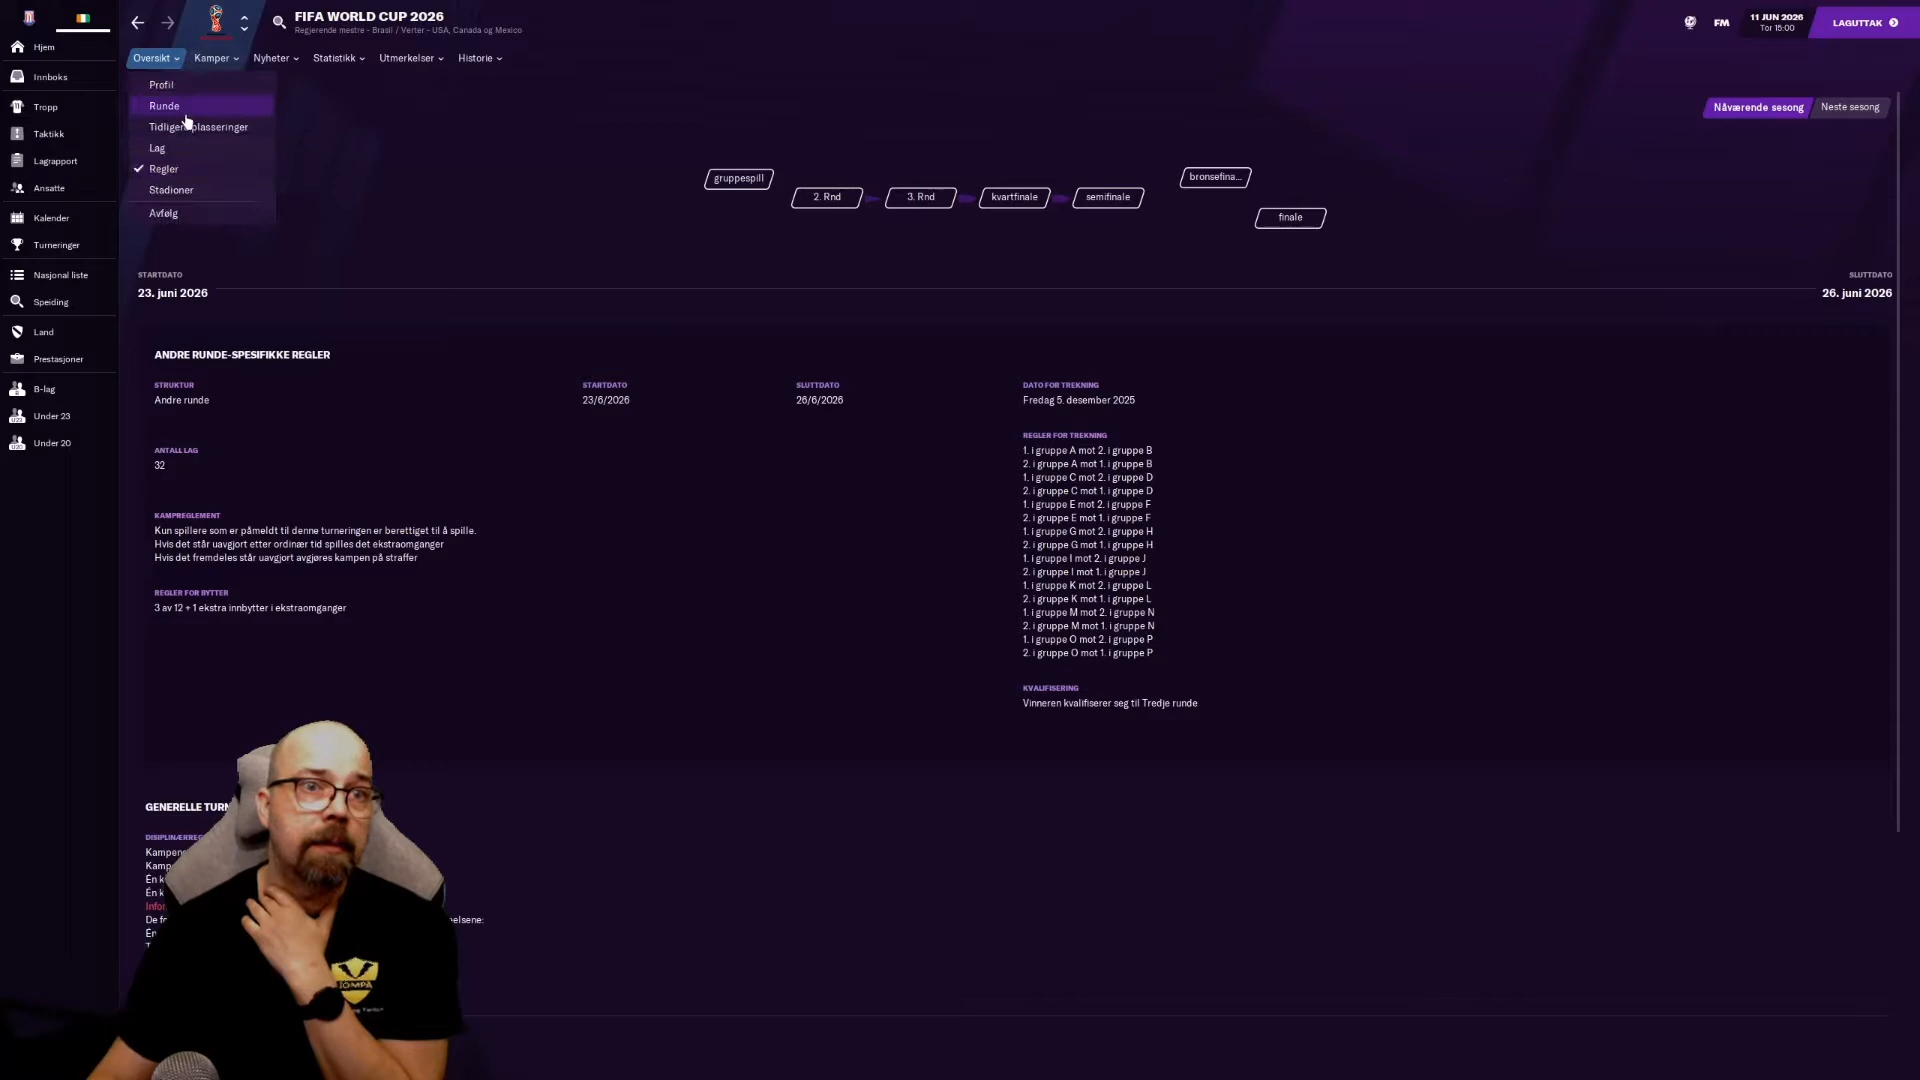 FIFA WORLD CUP 2026
Regjerende mestre - Brasil / Verter - USA, Canada og Mexico
FM
11 JUN 2026
Tor 15:00
LAGUTTAK
Hjem
Innboks
Tropp
Taktikk
Lagrapport
Ansatte
Kalender
Turneringer
Nasjonal liste
Speiding
Land
Prestasjoner
B-lag
Under 23
Under 20
Oversikt
Kamper
Nyheter
Statistikk
Utmerkelser
Historie
Profil
Runde
plasseringer
Lag
Regler
Stadioner
Avfølg
Nåværende sesong
Neste sesong
gruppespill
2. Rnd
3. Rnd
kvartfinale
semifinale
bronsefina...
finale
STARTDATO
23. juni 2026
SLUTTDATO
26. juni 2026
ANDRE RUNDE-SPESIFIKKE REGLER
STRUKTUR
Andre runde
STARTDATO
23/6/2026
SLUTTDATO
26/6/2026
DATO FOR TREKNING
Fredag 5. desember 2025
ANTALL LAG
32
KAMPREGLEMENT
Kun spillere som er påmeldt til denne turneringen er berettiget til å spille.
Hvis det står uavgjort etter ordinær tid spilles det ekstraomganger
Hvis det fremdeles står uavgjort avgjøres kampen på straffer
REGLER FOR BYTTER
3 av 12 + 1 ekstra innbytter i ekstraomganger
REGLER FOR TREKNING
1. i gruppe A mot 2. i gruppe B
2. i gruppe A mot 1. i gruppe B
1. i gruppe C mot 2. i gruppe D
2. i gruppe C mot 1. i gruppe D
1. i gruppe E mot 2. i gruppe F
2. i gruppe E mot 1. i gruppe F
1. i gruppe G mot 2. i gruppe H
2. i gruppe G mot 1. i gruppe H
1. i gruppe I mot 2. i gruppe J
2. i gruppe I mot 1. i gruppe J
1. i gruppe K mot 2. i gruppe L
2. i gruppe K mot 1. i gruppe L
1. i gruppe M mot 2. i gruppe N
2. i gruppe M mot 1. i gruppe N
1. i gruppe O mot 2. i gruppe P
2. i gruppe O mot 1. i gruppe P
KVALIFISERING
Vinneren kvalifiserer seg til Tredje runde
GENERELLE TURN
DISIPLINÆRREG
Kampens
Kamp
Én k
Én k
Infor
De fo
elsene:
Én
JOMPA